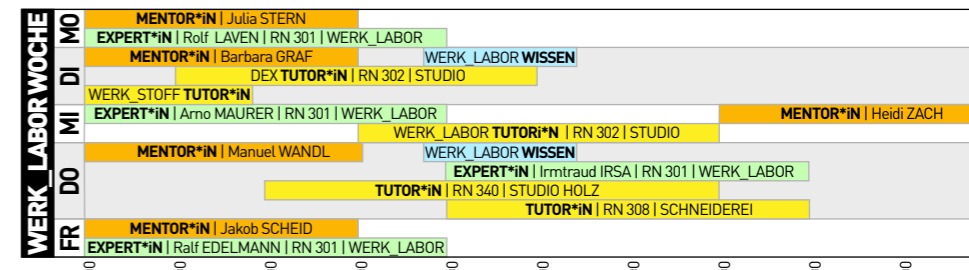 WERK_LABORWOCHE
MO
MENTOR*iN | Julia STERN
EXPERT*iN | Rolf LAVEN | RN 301 | WERK_LABOR
DI
MENTOR*iN | Barbara GRAF
WERK_LABOR WISSEN
DEX TUTOR*iN | RN 302 | STUDIO
WERK_STOFF TUTOR*iN
MI
EXPERT*iN | Arno MAURER | RN 301 | WERK_LABOR
MENTOR*iN | Heidi ZACH
WERK_LABOR TUTORi*N | RN 302 | STUDIO
DO
MENTOR*iN | Manuel WANDL
WERK_LABOR WISSEN
EXPERT*iN | Irmtraud IRSA | RN 301 | WERK_LABOR
TUTOR*iN | RN 340 | STUDIO HOLZ
TUTOR*iN | RN 308 | SCHNEIDEREI
FR
MENTOR*iN | Jakob SCHEID
EXPERT*iN | Ralf EDELMANN | RN 301 | WERK_LABOR